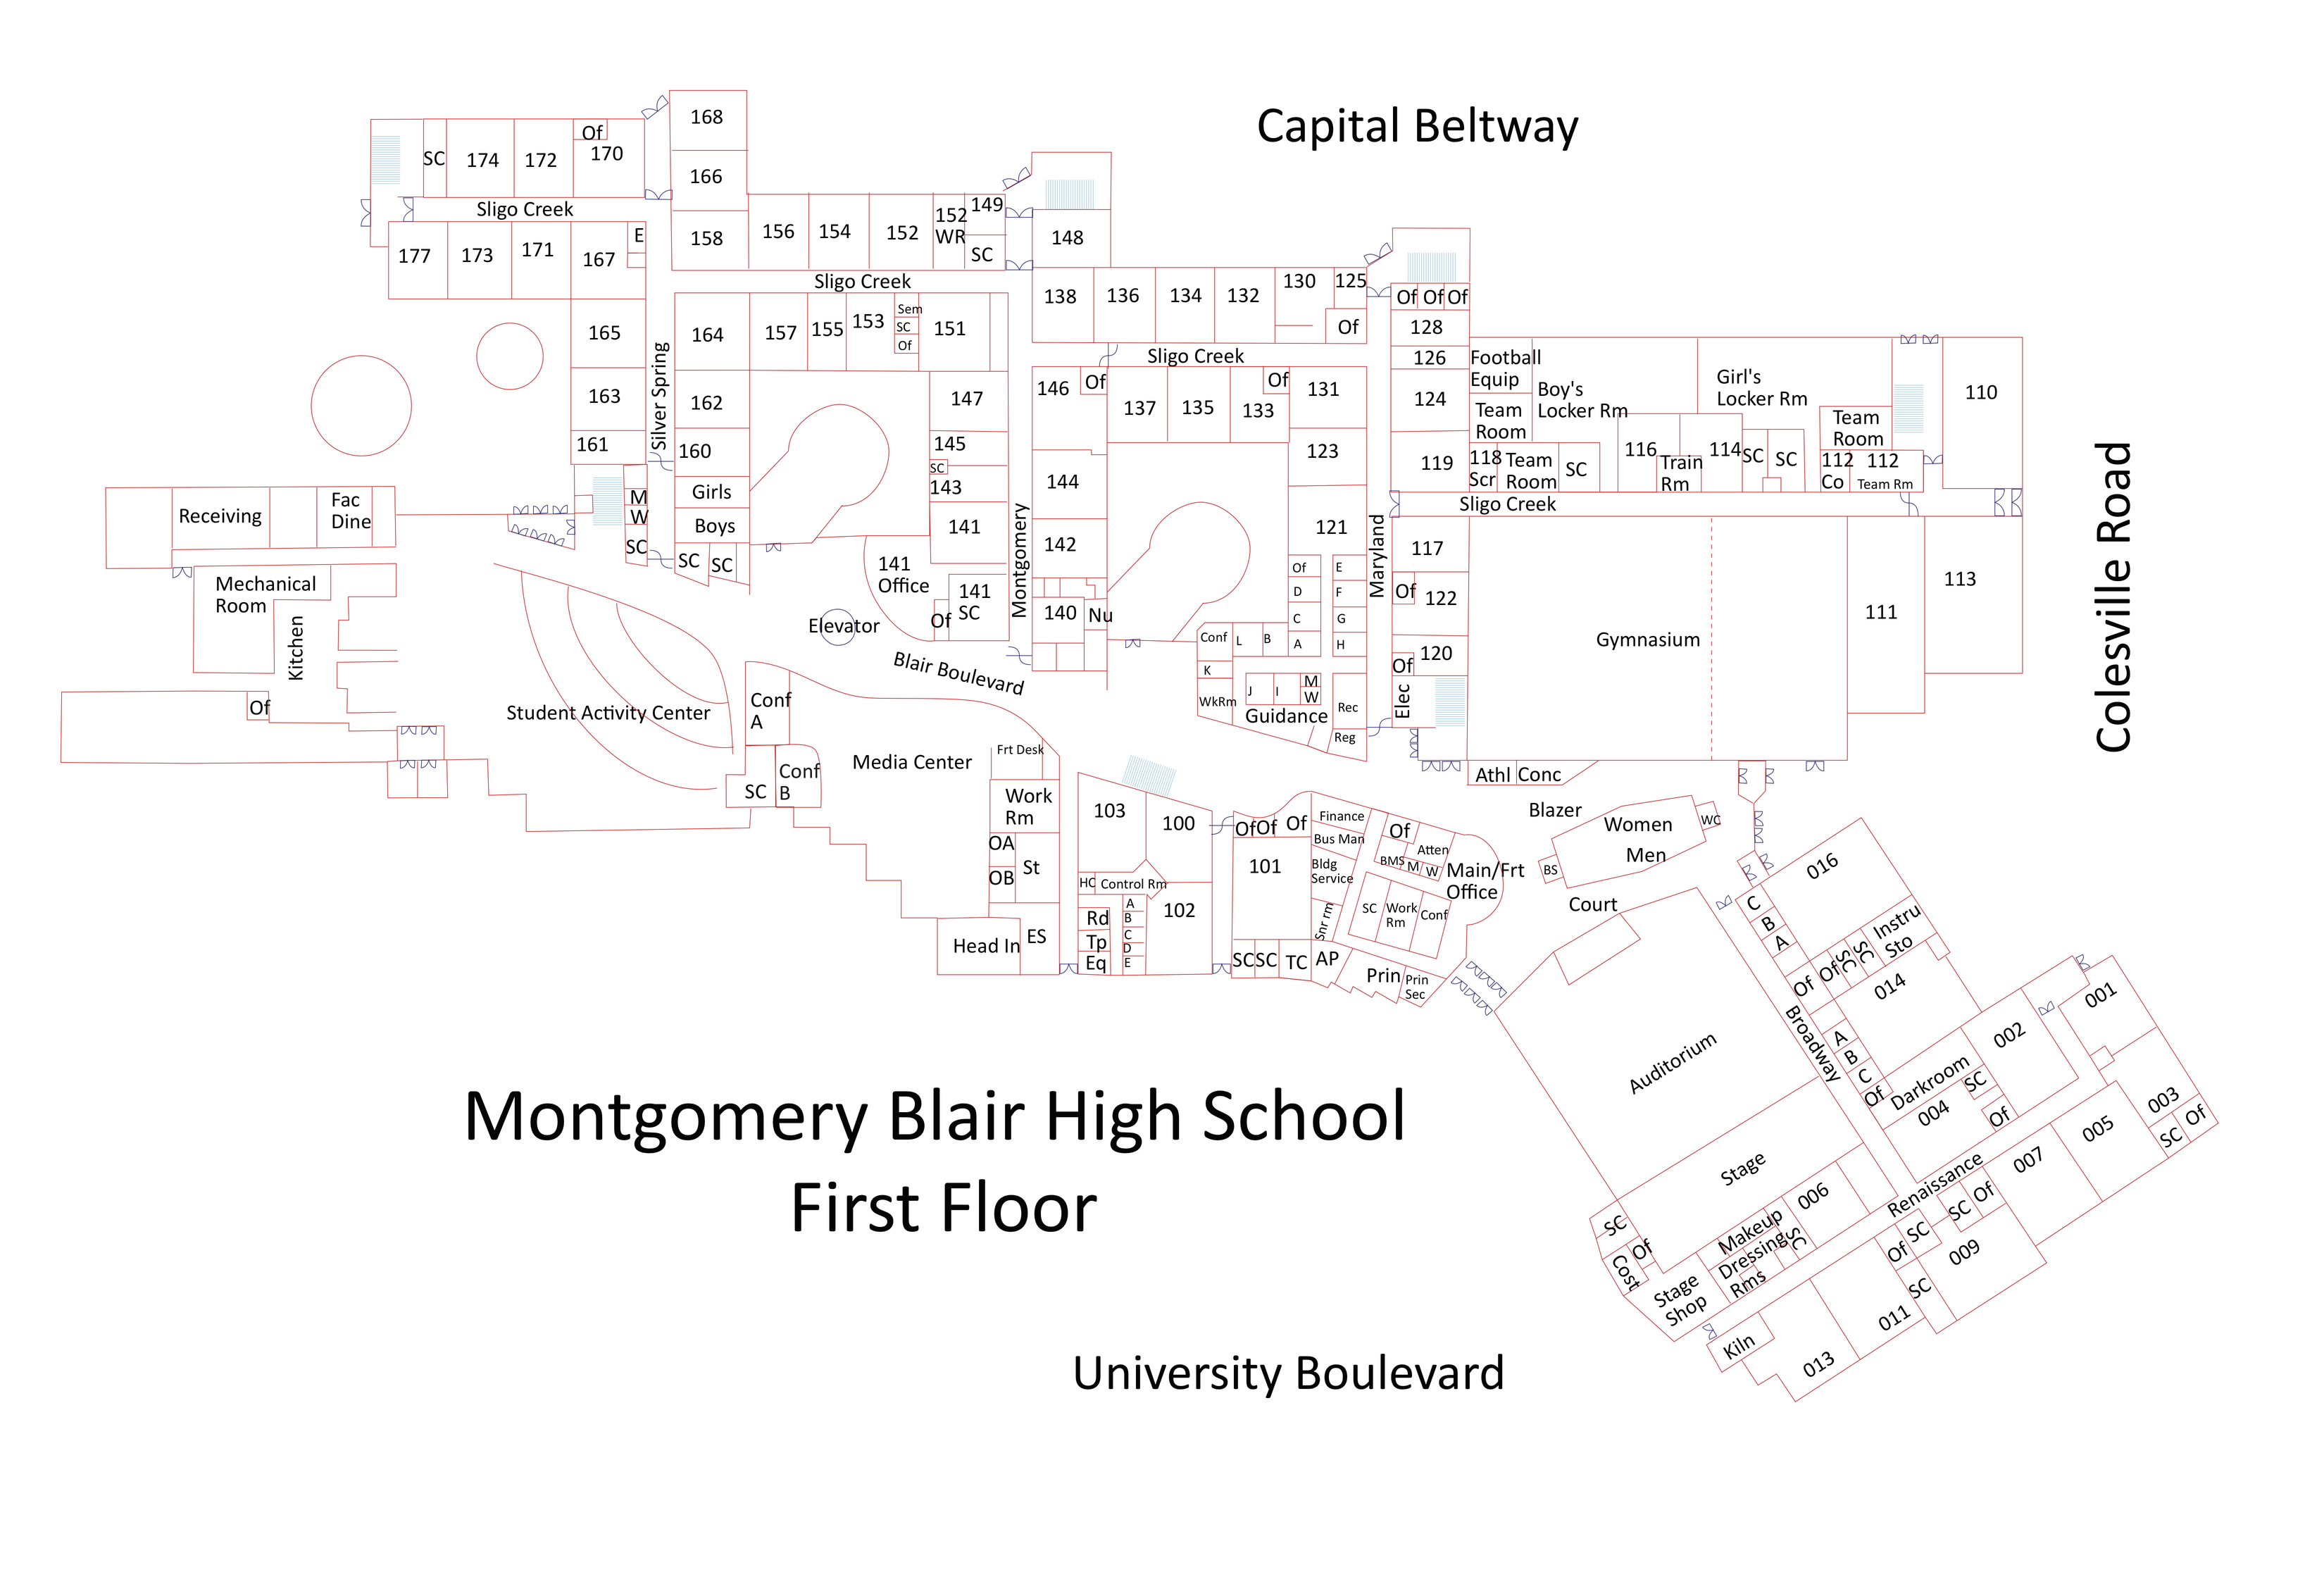 Capital Beltway
168
Of
SC
174
172
170
166
Sligo Creek
149
152
WR
156
154
152
158
SC
148
E
177
173
171
167
Sligo Creek
138
136
134
132
130
125
Of
Of
Of
Of
128
Sem
SC
Of
164
157
155
153
151
165
Silver Spring
Sligo Creek
126
Football
Equip
Boy's
Locker Rm
Girl's
Locker Rm
110
146
Of
137
135
133
Of
131
124
163
162
147
Team
Room
Team
Room
161
160
145
SC
143
144
123
119
118
Scr
Team
Room
SC
116
Train
Rm
114
SC
SC
112
Co
112
Team Rm
Girls
Boys
M
W
SC
SC
SC
Receiving
Fac
Dine
141
Montgomery
142
121
Maryland
Sligo Creek
117
Colesville Road
Mechanical
Room
Kitchen
141
Office
141
SC
Of
140
Nu
Of
D
C
A
E
F
G
H
Of
122
Gymnasium
111
113
Elevator
Blair Boulevard
Conf
L
B
K
WkRm
J
I
M
W
Guidance
Rec
Reg
120
Of
Elec
Of
Student Activity Center
Conf
A
Conf
B
SC
Media Center
Frt Desk
Work
Rm
OA
OB
St
Head In
ES
103
100
HC
Control Rm
102
Rd
Tp
Eq
A
B
C
D
E
Of
Of
Of
101
SC
SC
TC
AP
Finance
Bus Man
Bldg
Service
Snr rm
Of
Atten
BMS
M
W
SC
Work
Rm
Conf
Main/Frt
Office
Prin
Prin
Sec
Athl
Conc
Blazer
Women
Men
WC
BS
Court
016
C
B
A
Instru
Sto
SC
SC
Of
Of
014
Broadway
A
B
C
Of
Auditorium
Darkroom
002
001
004
SC
Of
003
SC
Of
005
007
Renaissance
Stage
006
Makeup
SC
Dressing
Rms
SC
Of
Cost
Stage
Shop
SC
Of
Of
SC
009
SC
011
013
Kiln
Montgomery Blair High School
First Floor
University Boulevard